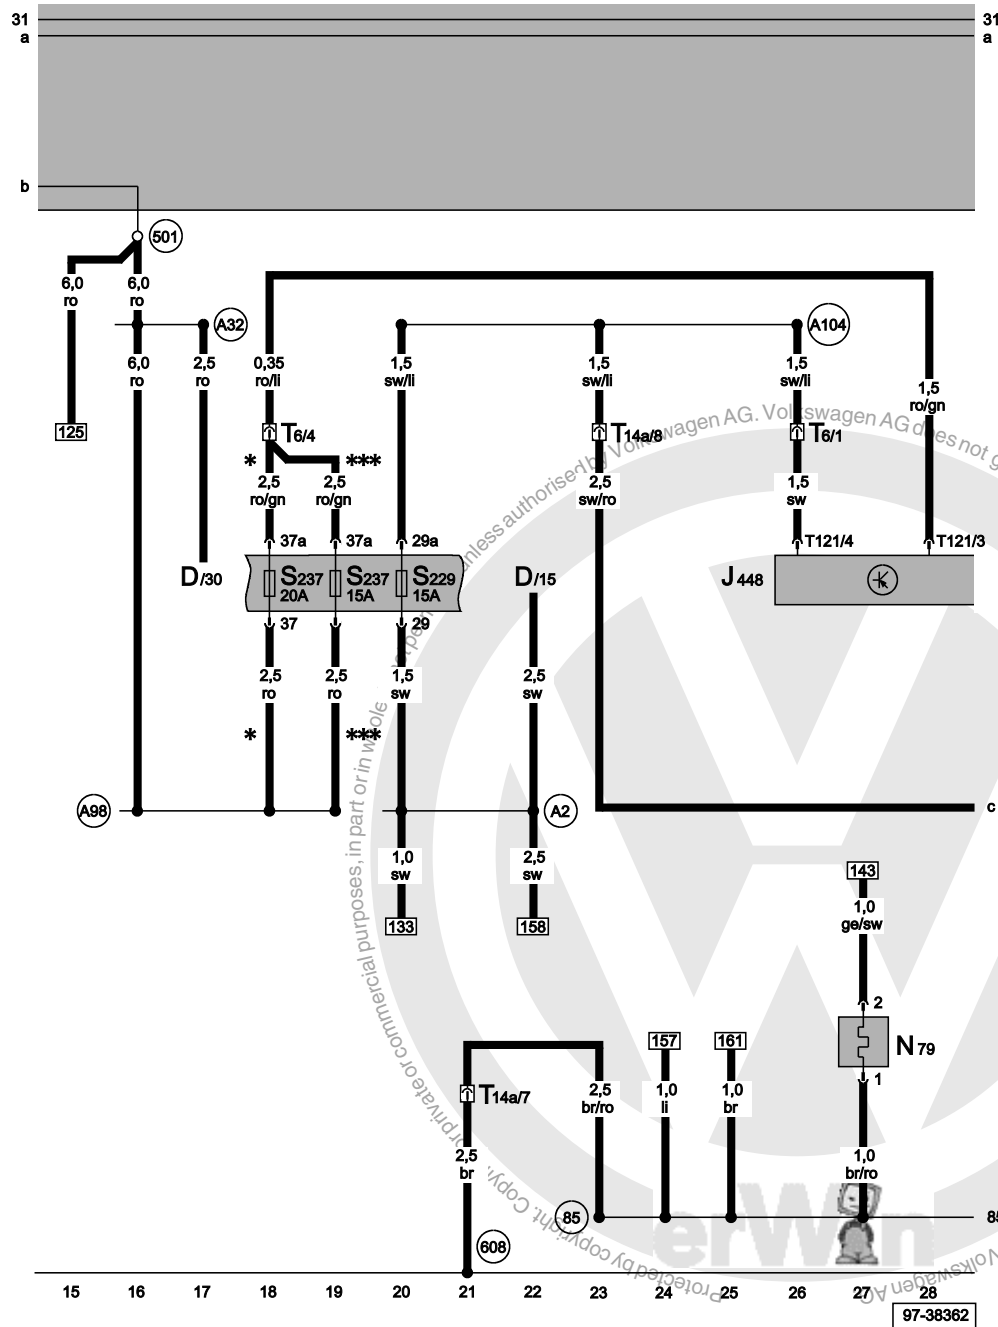 31 31
a a
b
501
6,0 6,0
ro ro
A32 A104
6,0 2,5 0,35 1,5 1,5 1,5
ro ro ro/li sw/li sw/li sw/li
1,5
ro/gn
125 T6/4 T14a/8 T6/1
* ***
2,5 2,5 2,5 1,5
ro/gn ro/gn sw/ro sw
37a 37a 29a T121/4 T121/3
D/30 S237 S237 S229 D/15 J448
20A 15A 15A
37 29
2,5 2,5 1,5 2,5
ro ro sw sw
* ***
A98 A2 c
1,0 2,5
sw sw
143
133 158 1,0
ge/sw
2
157 161 N79
1
T14a/7 2,5 1,0 1,0
br/ro li br
2,5 1,0
br br/ro
85 85
608
erWin
15 16 17 18 19 20 21 22 23 24 25 26 27 28
97-38362
Protected by copyright. Copying for private or commercial purposes, in part or in whole, is not permitted unless authorised by Volkswagen AG. Volkswagen AG does not g
Volkswagen AG